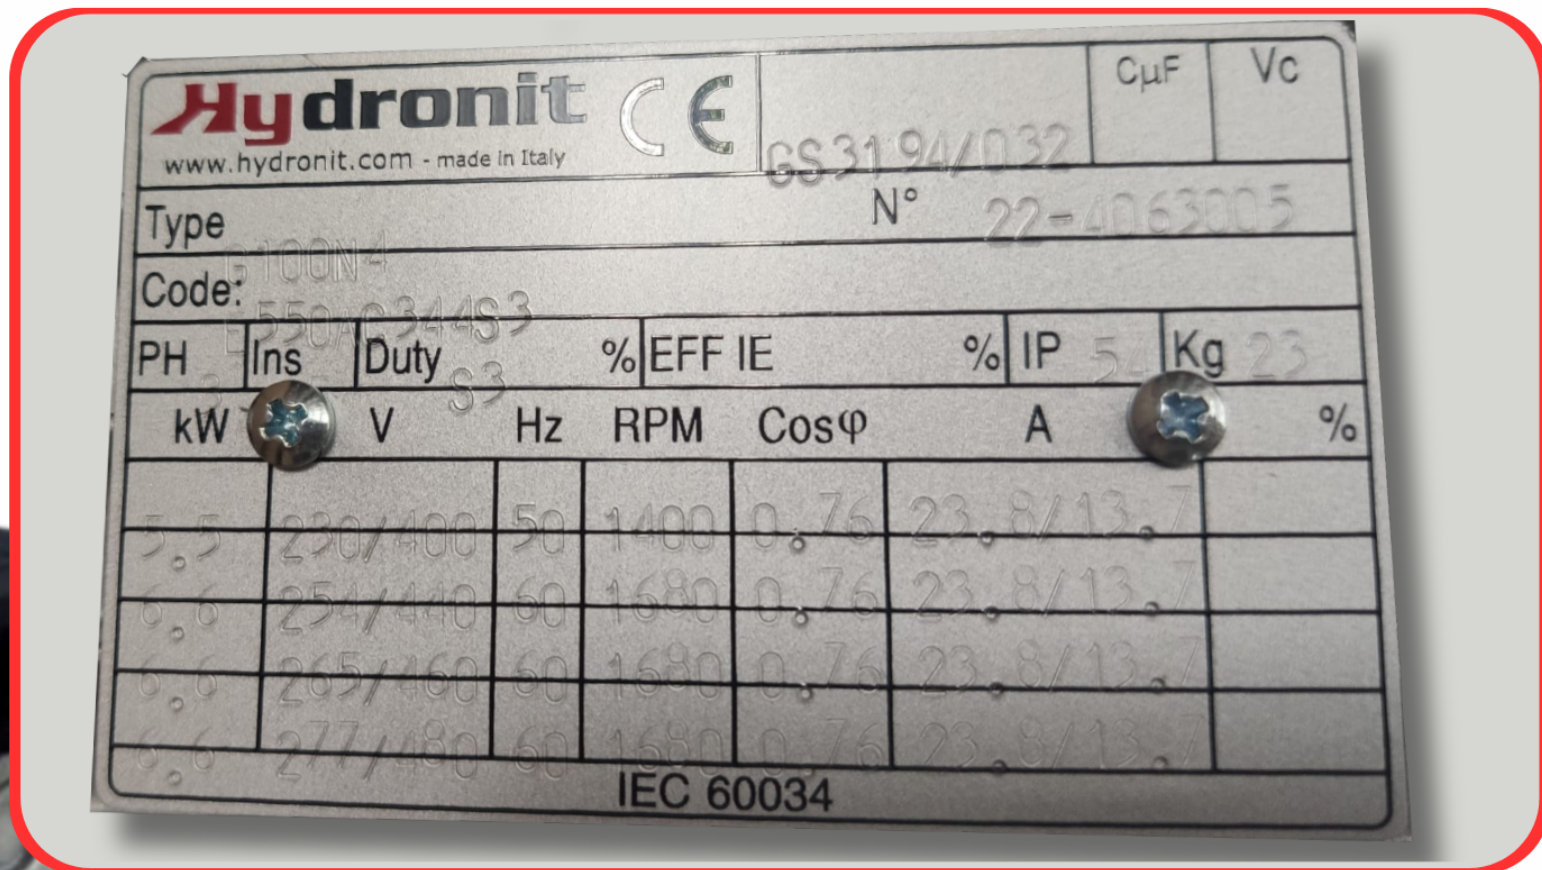 Hydronit CE CµF Vc
www.hydronit.com - made in Italy GS3194/032
Type N° 22-4063005
100N4
Code:
550AC344S3
PH Ins Duty % EFF IE % IP 54 Kg 23
3 S3
kW V Hz RPM Cosφ A %
5.5 230/400 50 1400 0.76 23.8/13.7
6.6 254/440 60 1680 0.76 23.8/13.7
6.6 265/460 60 1680 0.76 23.8/13.7
6.6 277/480 60 1680 0.76 23.8/13.7
IEC 60034